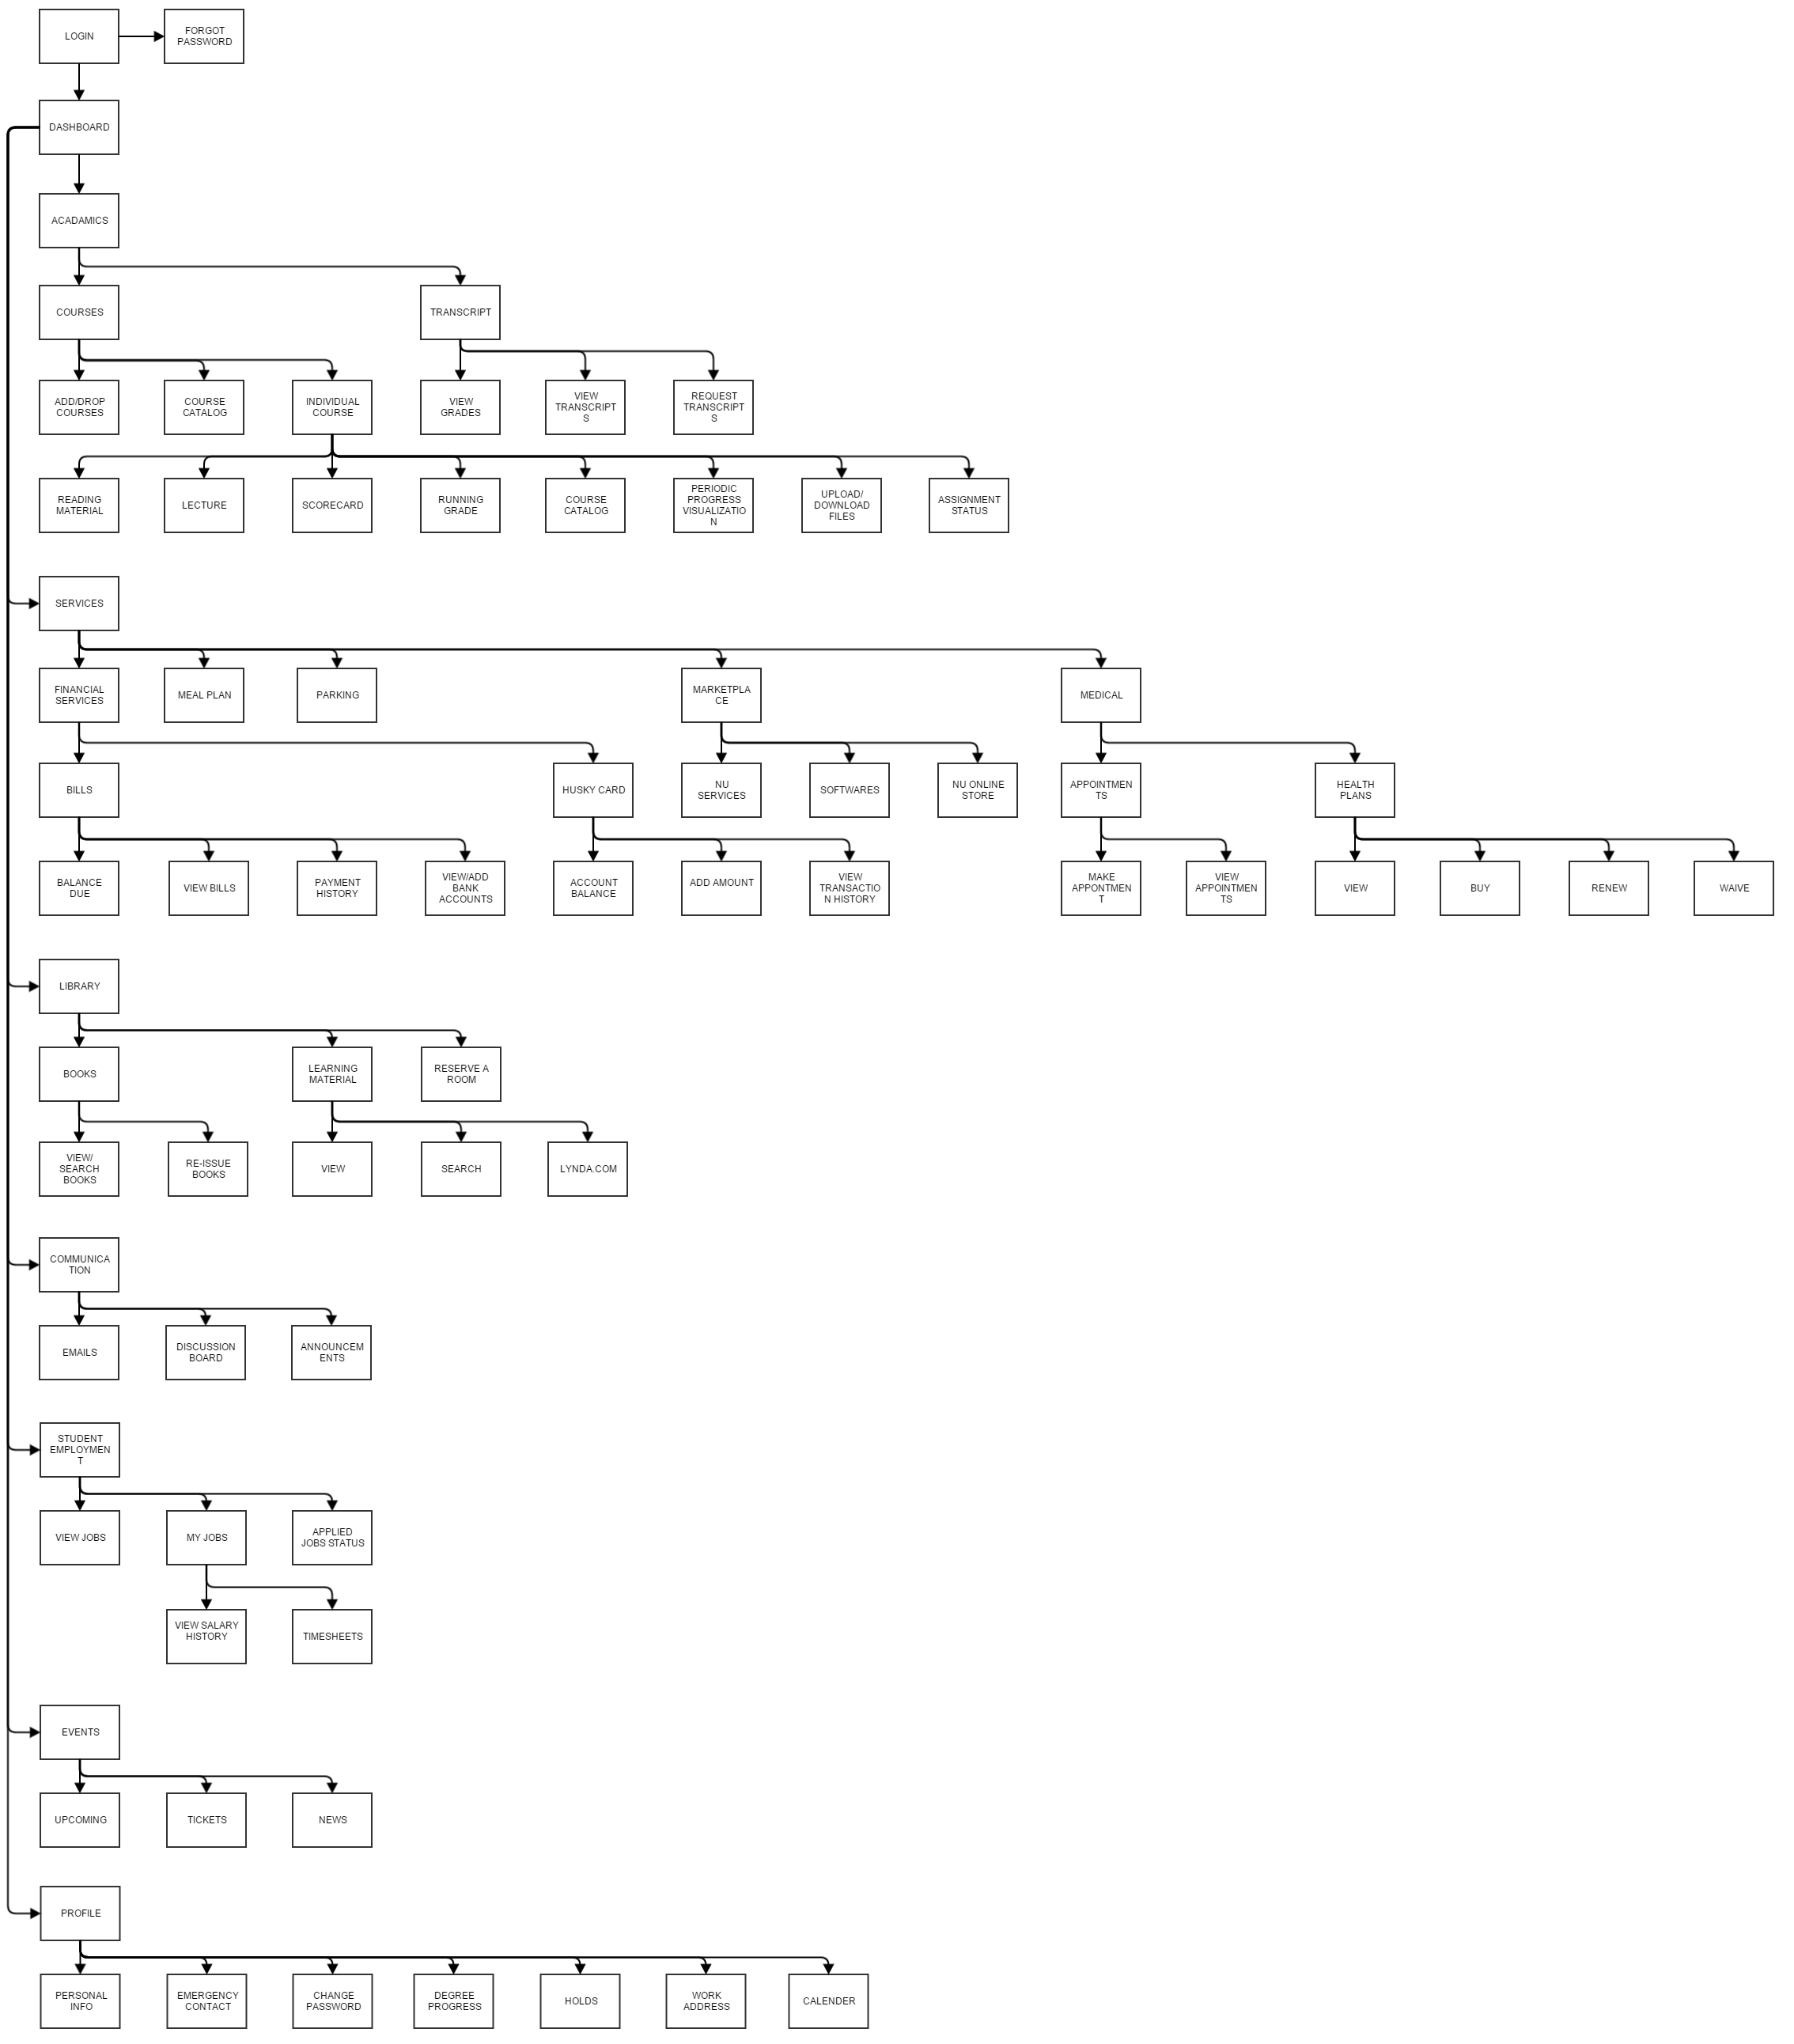 LOGIN
FORGOT
PASSWORD
DASHBOARD
ACADAMICS
COURSES
TRANSCRIPT
ADD/DROP
COURSES
COURSE
CATALOG
INDIVIDUAL
COURSE
VIEW
GRADES
VIEW
TRANSCRIPT
S
REQUEST
TRANSCRIPT
S
READING
MATERIAL
LECTURE
SCORECARD
RUNNING
GRADE
COURSE
CATALOG
PERIODIC
PROGRESS
VISUALIZATIO
N
UPLOAD/
DOWNLOAD
FILES
ASSIGNMENT
STATUS
SERVICES
FINANCIAL
SERVICES
MEAL PLAN
PARKING
MARKETPLA
CE
MEDICAL
BILLS
HUSKY CARD
NU
SERVICES
SOFTWARES
NU ONLINE
STORE
APPOINTMEN
TS
HEALTH
PLANS
BALANCE
DUE
VIEW BILLS
PAYMENT
HISTORY
VIEW/ADD
BANK
ACCOUNTS
ACCOUNT
BALANCE
ADD AMOUNT
VIEW
TRANSACTIO
N HISTORY
MAKE
APPONTMEN
T
VIEW
APPOINTMEN
TS
VIEW
BUY
RENEW
WAIVE
LIBRARY
BOOKS
LEARNING
MATERIAL
RESERVE A
ROOM
VIEW/
SEARCH
BOOKS
RE-ISSUE
BOOKS
VIEW
SEARCH
LYNDA.COM
COMMUNICA
TION
EMAILS
DISCUSSION
BOARD
ANNOUNCEM
ENTS
STUDENT
EMPLOYMEN
T
VIEW JOBS
MY JOBS
APPLIED
JOBS STATUS
VIEW SALARY
HISTORY
TIMESHEETS
EVENTS
UPCOMING
TICKETS
NEWS
PROFILE
PERSONAL
INFO
EMERGENCY
CONTACT
CHANGE
PASSWORD
DEGREE
PROGRESS
HOLDS
WORK
ADDRESS
CALENDER